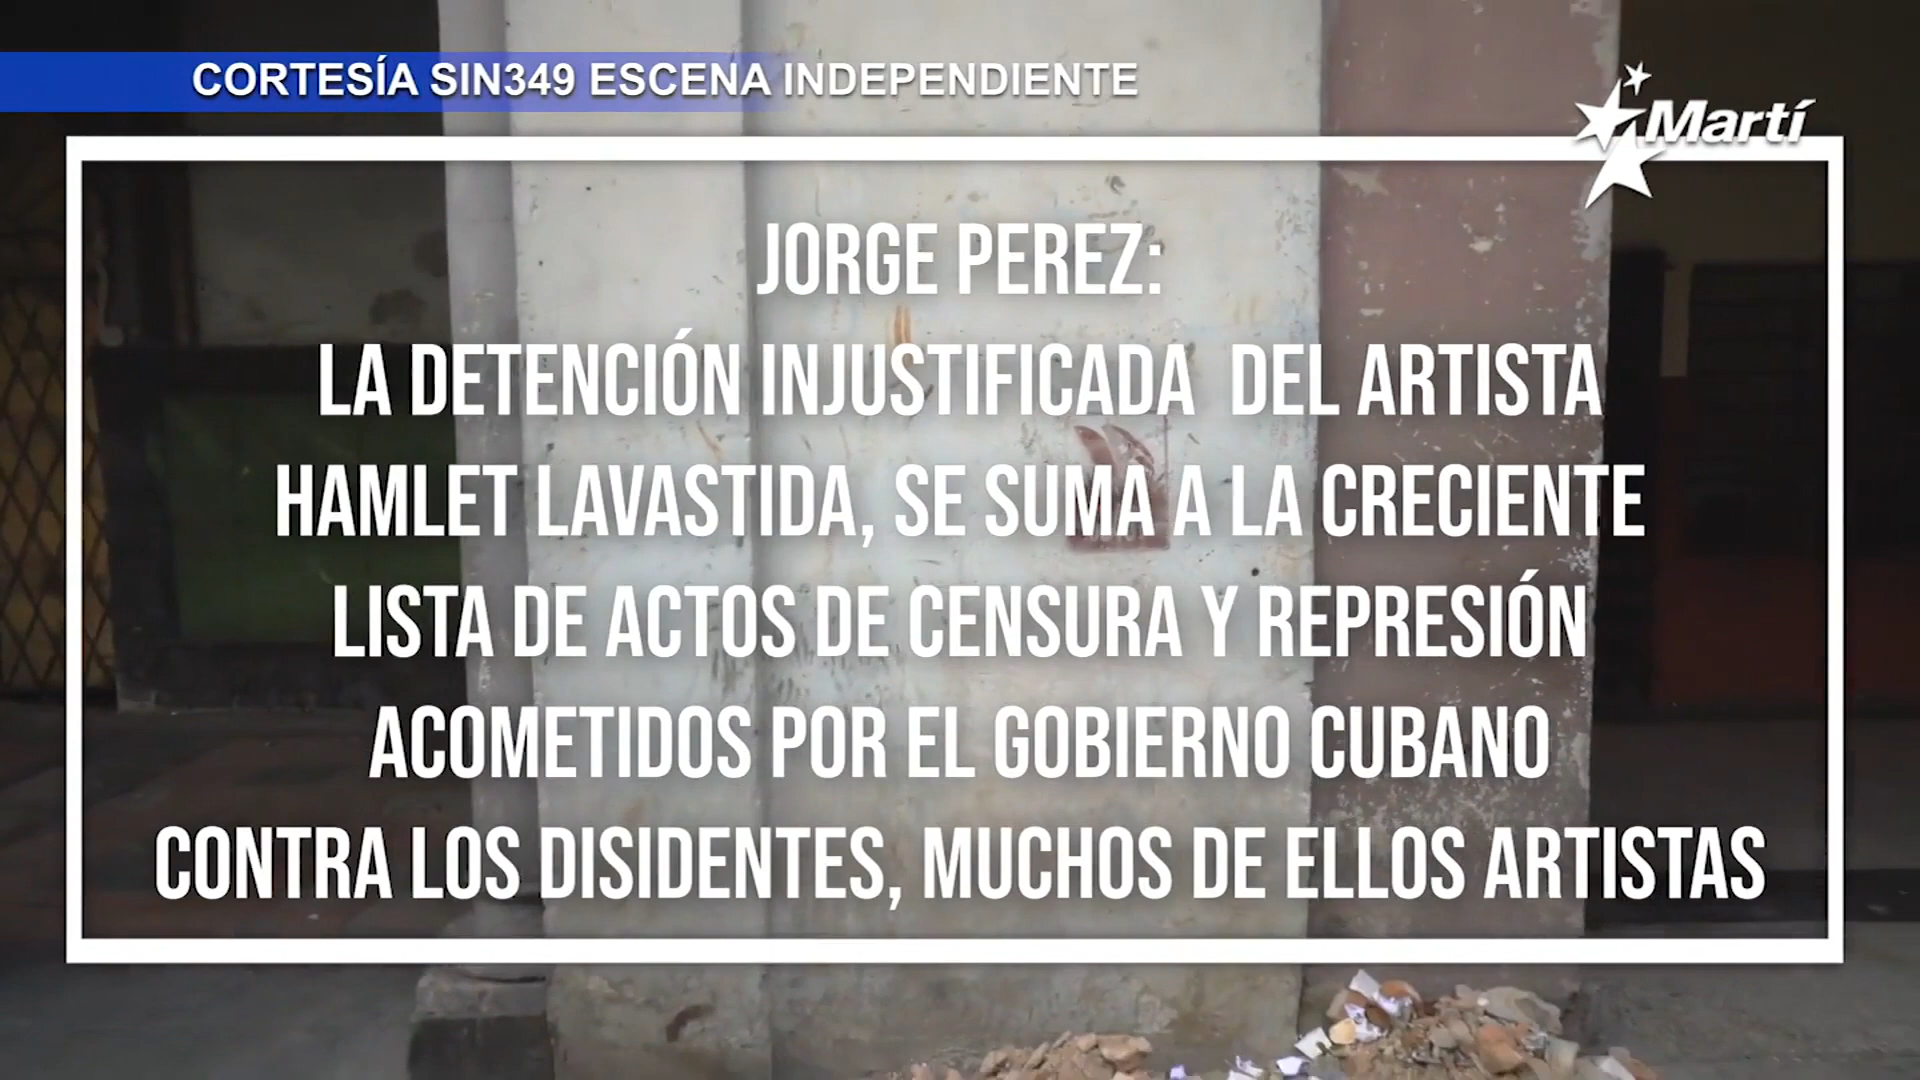 CORTESÍA SIN349 ESCENA INDEPENDIENTE
Martí
JORGE PEREZ:
LA DETENCIÓN INJUSTIFICADA DEL ARTISTA
HAMLET LAVASTIDA, SE SUMA A LA CRECIENTE
LISTA DE ACTOS DE CENSURA Y REPRESIÓN
ACOMETIDOS POR EL GOBIERNO CUBANO
CONTRA LOS DISIDENTES, MUCHOS DE ELLOS ARTISTAS